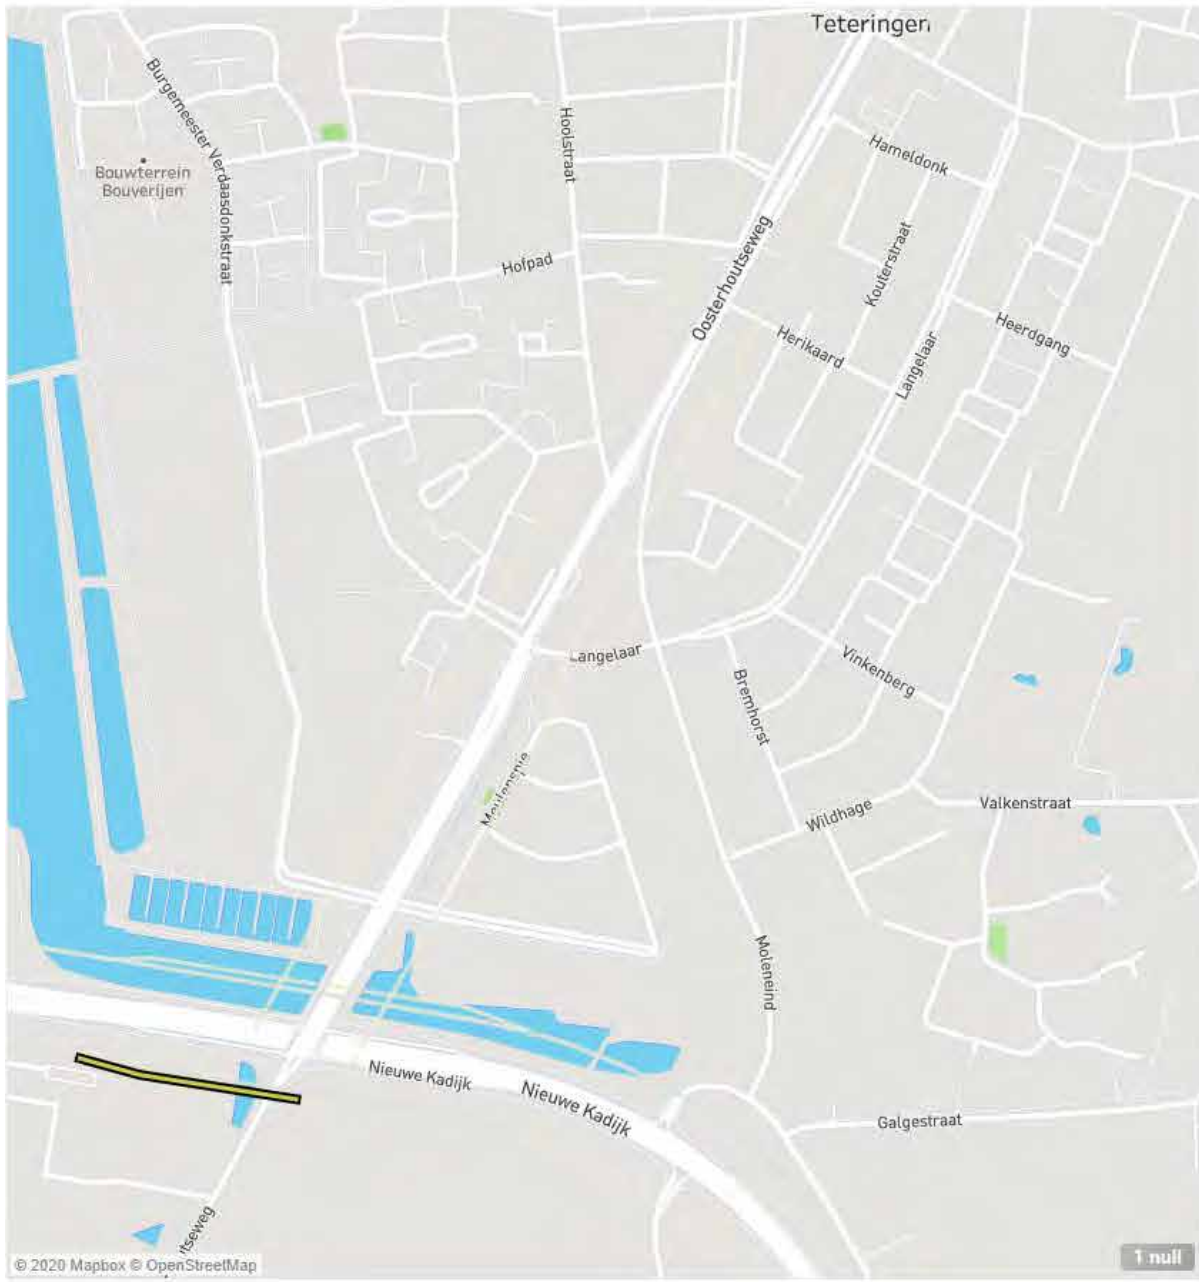 Teteringen
Burgemeester Verdaasdonkstraat
Hoolstraat
Hameldonk
Bouwterrein
Bouverijen
Oosterhoutseweg
Kouterstraat
Hofpad
Herikaard
Langelaar
Heerdgang
Langelaar
Vinkenberg
Bremhorst
Wildhage
Valkenstraat
Moleneind
Nieuwe Kadijk
Nieuwe Kadijk
Galgestraat
utseweg
© 2020 Mapbox © OpenStreetMap
1 null